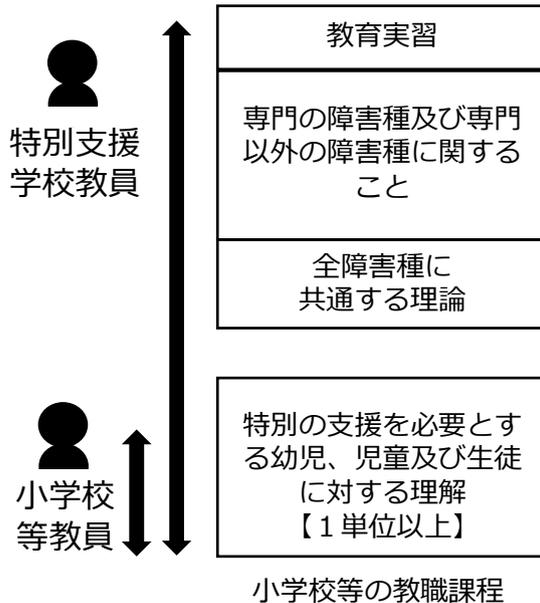 教育実習
特別支援
学校教員
専門の障害種及び専門
以外の障害種に関する
こと
全障害種に
共通する理論
小学校
等教員
特別の支援を必要とす
る幼児、児童及び生徒
に対する理解
【１単位以上】
小学校等の教職課程